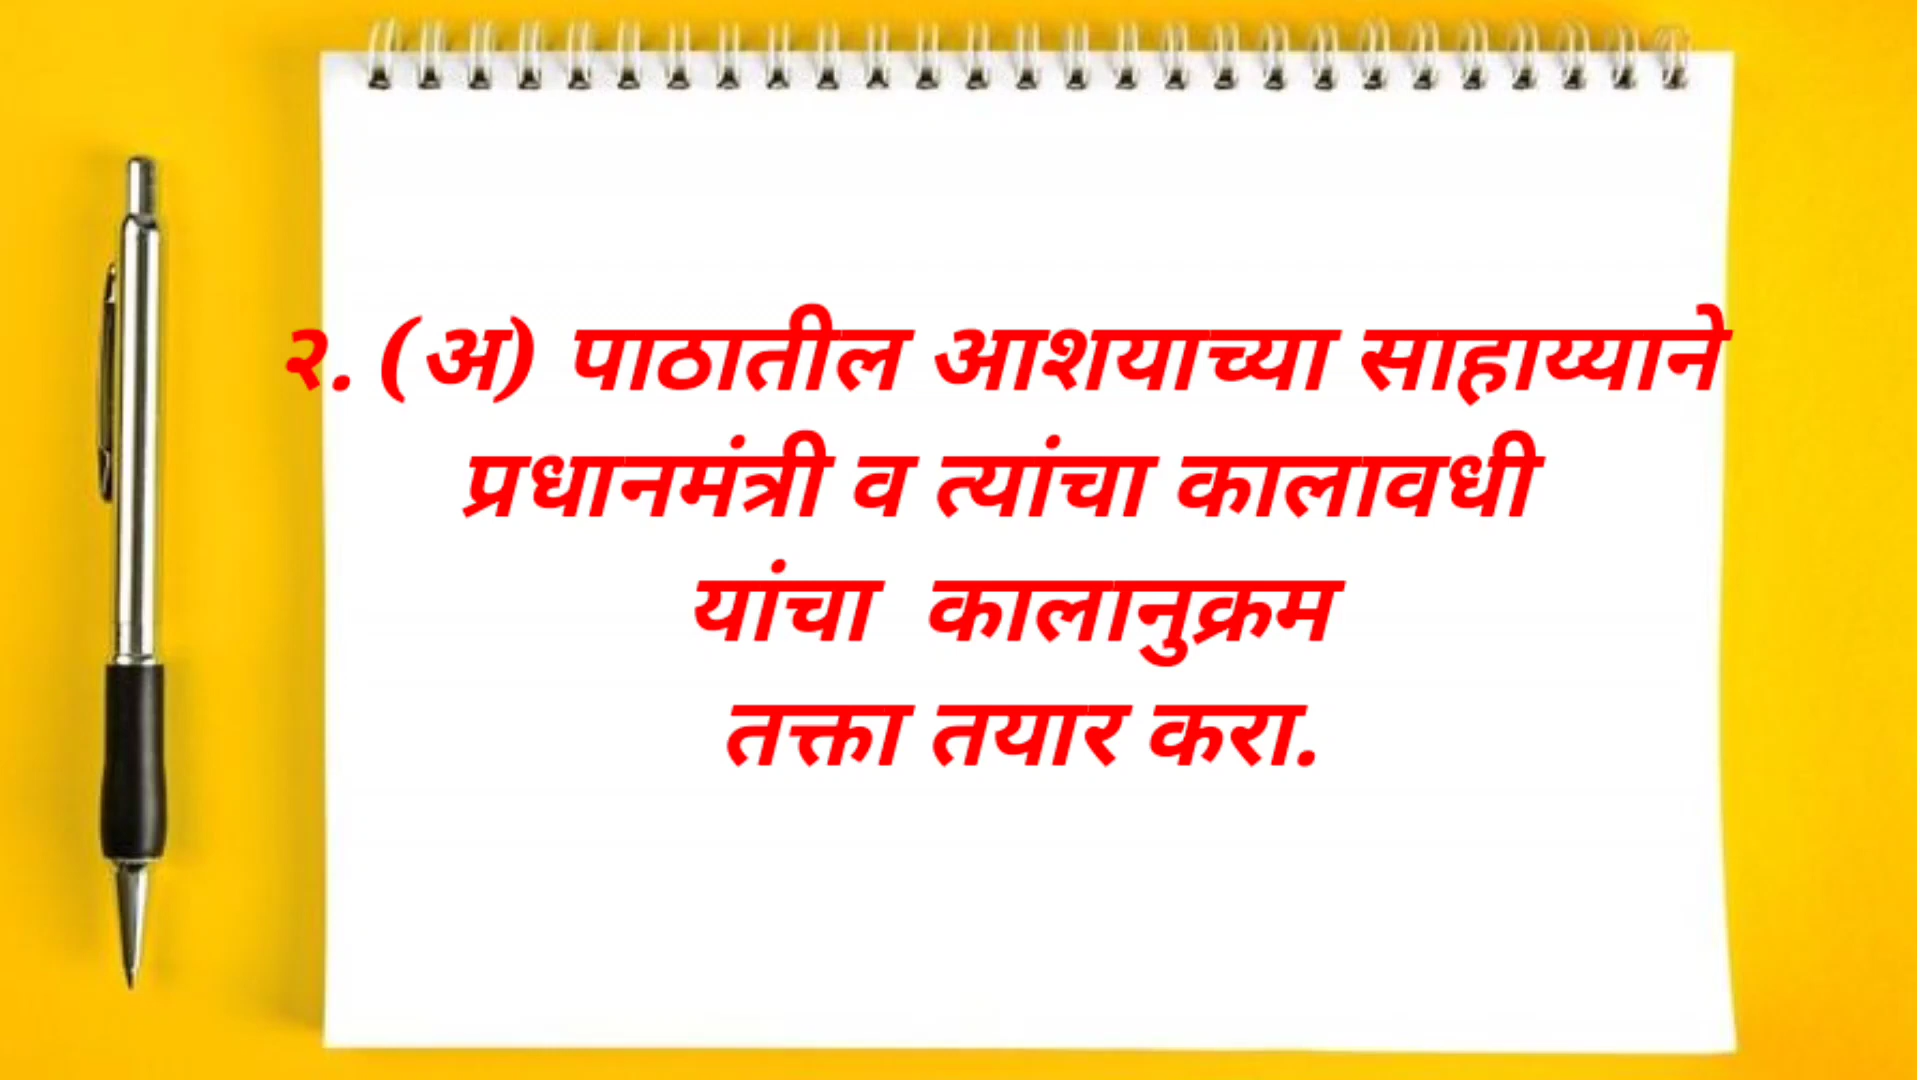 २. (अ) पाठातील आशयाच्या साहाय्याने
प्रधानमंत्री व त्यांचा कालावधी
यांचा कालानुक्रम
तक्ता तयार करा.